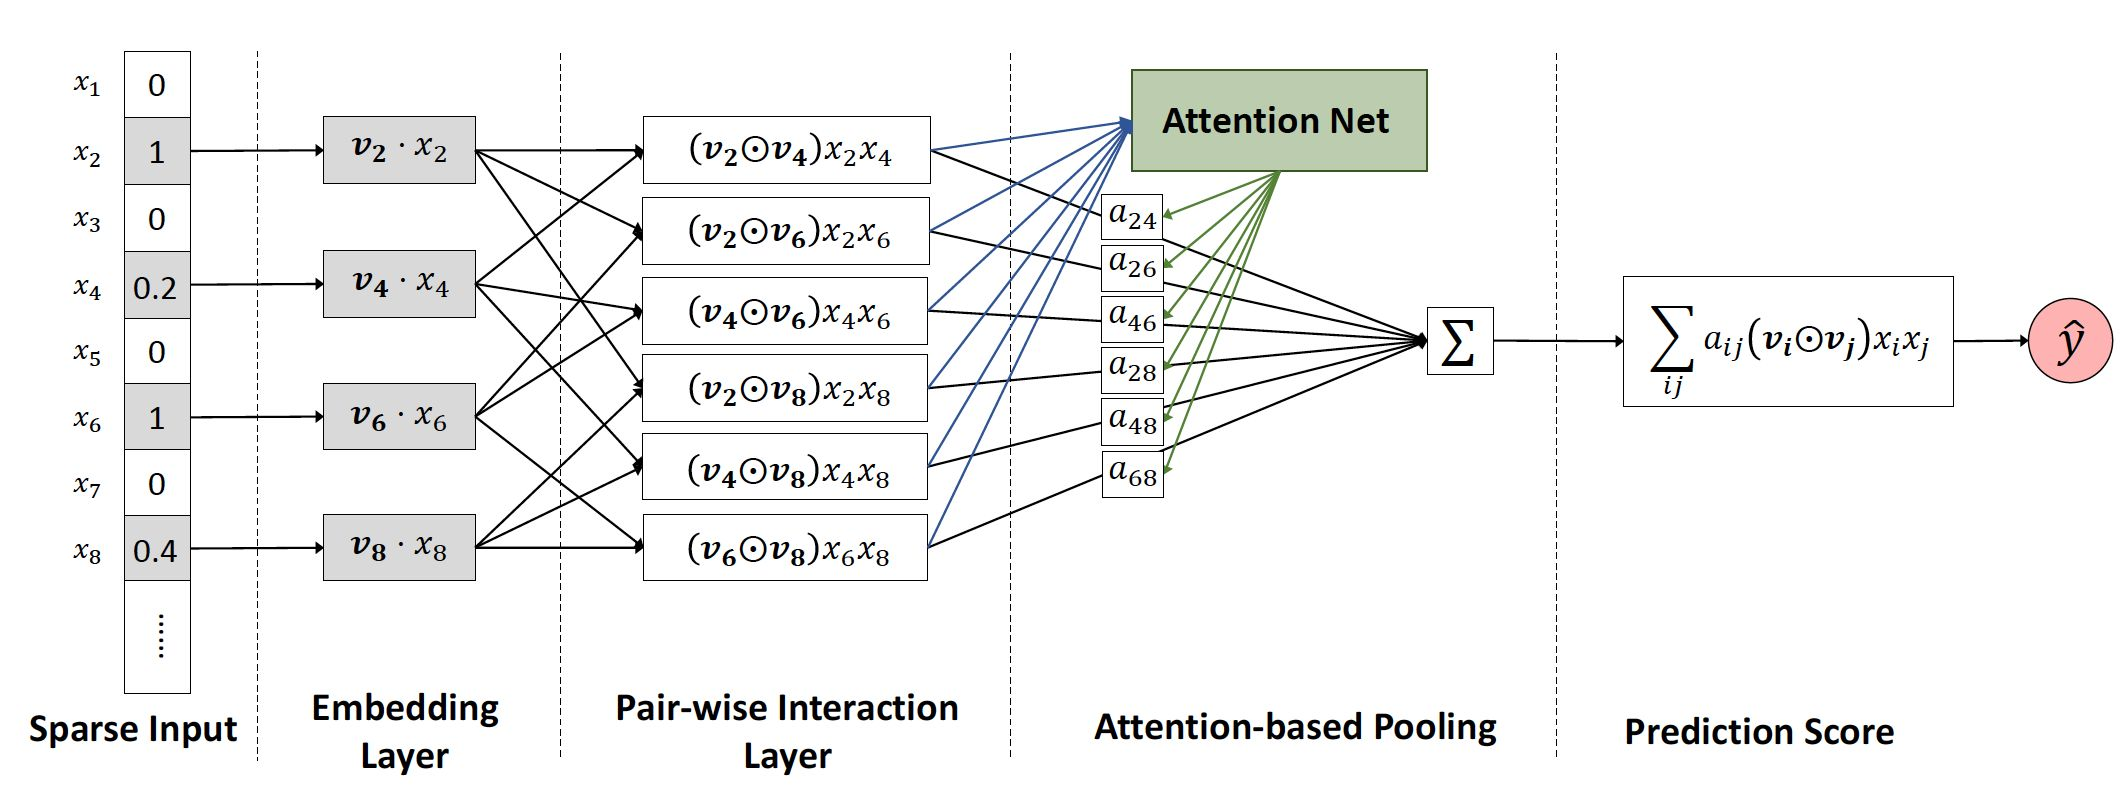 x₁ 0
x₂ 1
x₃ 0
x₄ 0.2
x₅ 0
x₆ 1
x₇ 0
x₈ 0.4
......
Sparse Input
v₂ · x₂
v₄ · x₄
v₆ · x₆
v₈ · x₈
Embedding
Layer
(v₂⊙v₄)x₂x₄
(v₂⊙v₆)x₂x₆
(v₄⊙v₆)x₄x₆
(v₂⊙v₈)x₂x₈
(v₄⊙v₈)x₄x₈
(v₆⊙v₈)x₆x₈
Pair-wise Interaction
Layer
Attention Net
a₂₄
a₂₆
a₄₆
a₂₈
a₄₈
a₆₈
Σ
Attention-based Pooling
∑ aᵢⱼ(vᵢ⊙vⱼ)xᵢxⱼ
ij
ŷ
Prediction Score